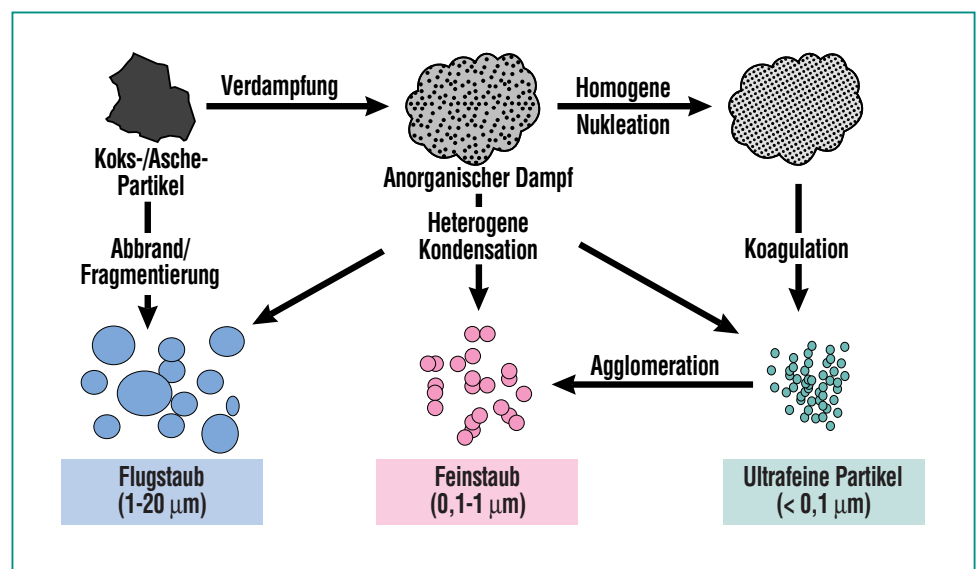 Verdampfung
Homogene
Nukleation
Koks-/Asche-
Partikel
Anorganischer Dampf
Abbrand/
Fragmentierung
Heterogene
Kondensation
Koagulation
Agglomeration
Flugstaub
(1-20 μm)
Feinstaub
(0,1-1 μm)
Ultrafeine Partikel
(< 0,1 μm)